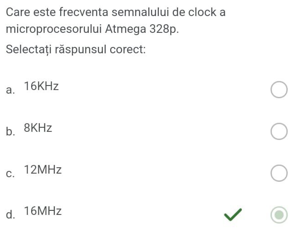 Care este frecventa semnalului de clock a
microprocesorului Atmega 328p.
Selectați răspunsul corect:
a. 16KHz
b. 8KHz
c. 12MHz
d. 16MHz